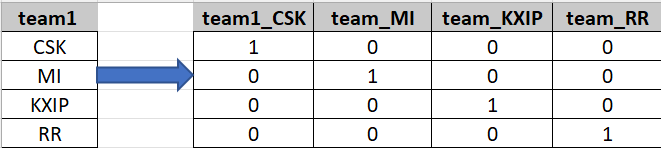 team1 team1_CSK team_MI team_KXIP team_RR
CSK 1 0 0 0
MI 0 1 0 0
KXIP 0 0 1 0
RR 0 0 0 1